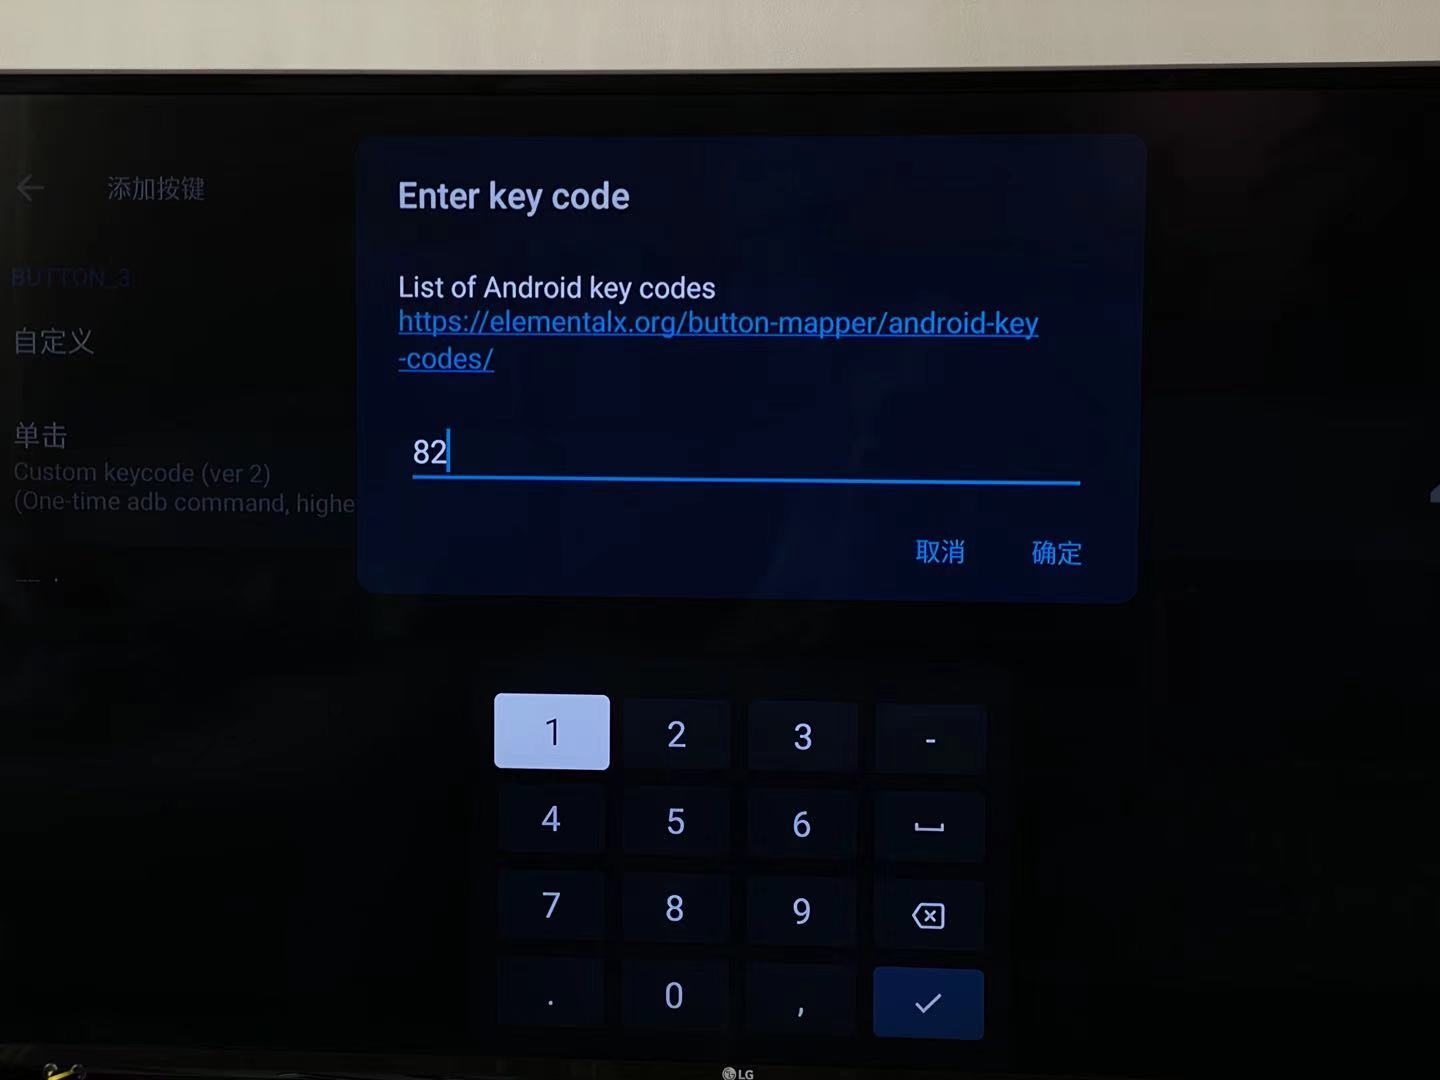 Enter key code
添加按键
BUTTON_3
List of Android key codes
https://elementalx.org/button-mapper/android-key
-codes/
自定义
单击
82
Custom keycode (ver 2)
(One-time adb command, highe
取消 确定
1 2 3 -
4 5 6
7 8 9
. 0 ,
LG